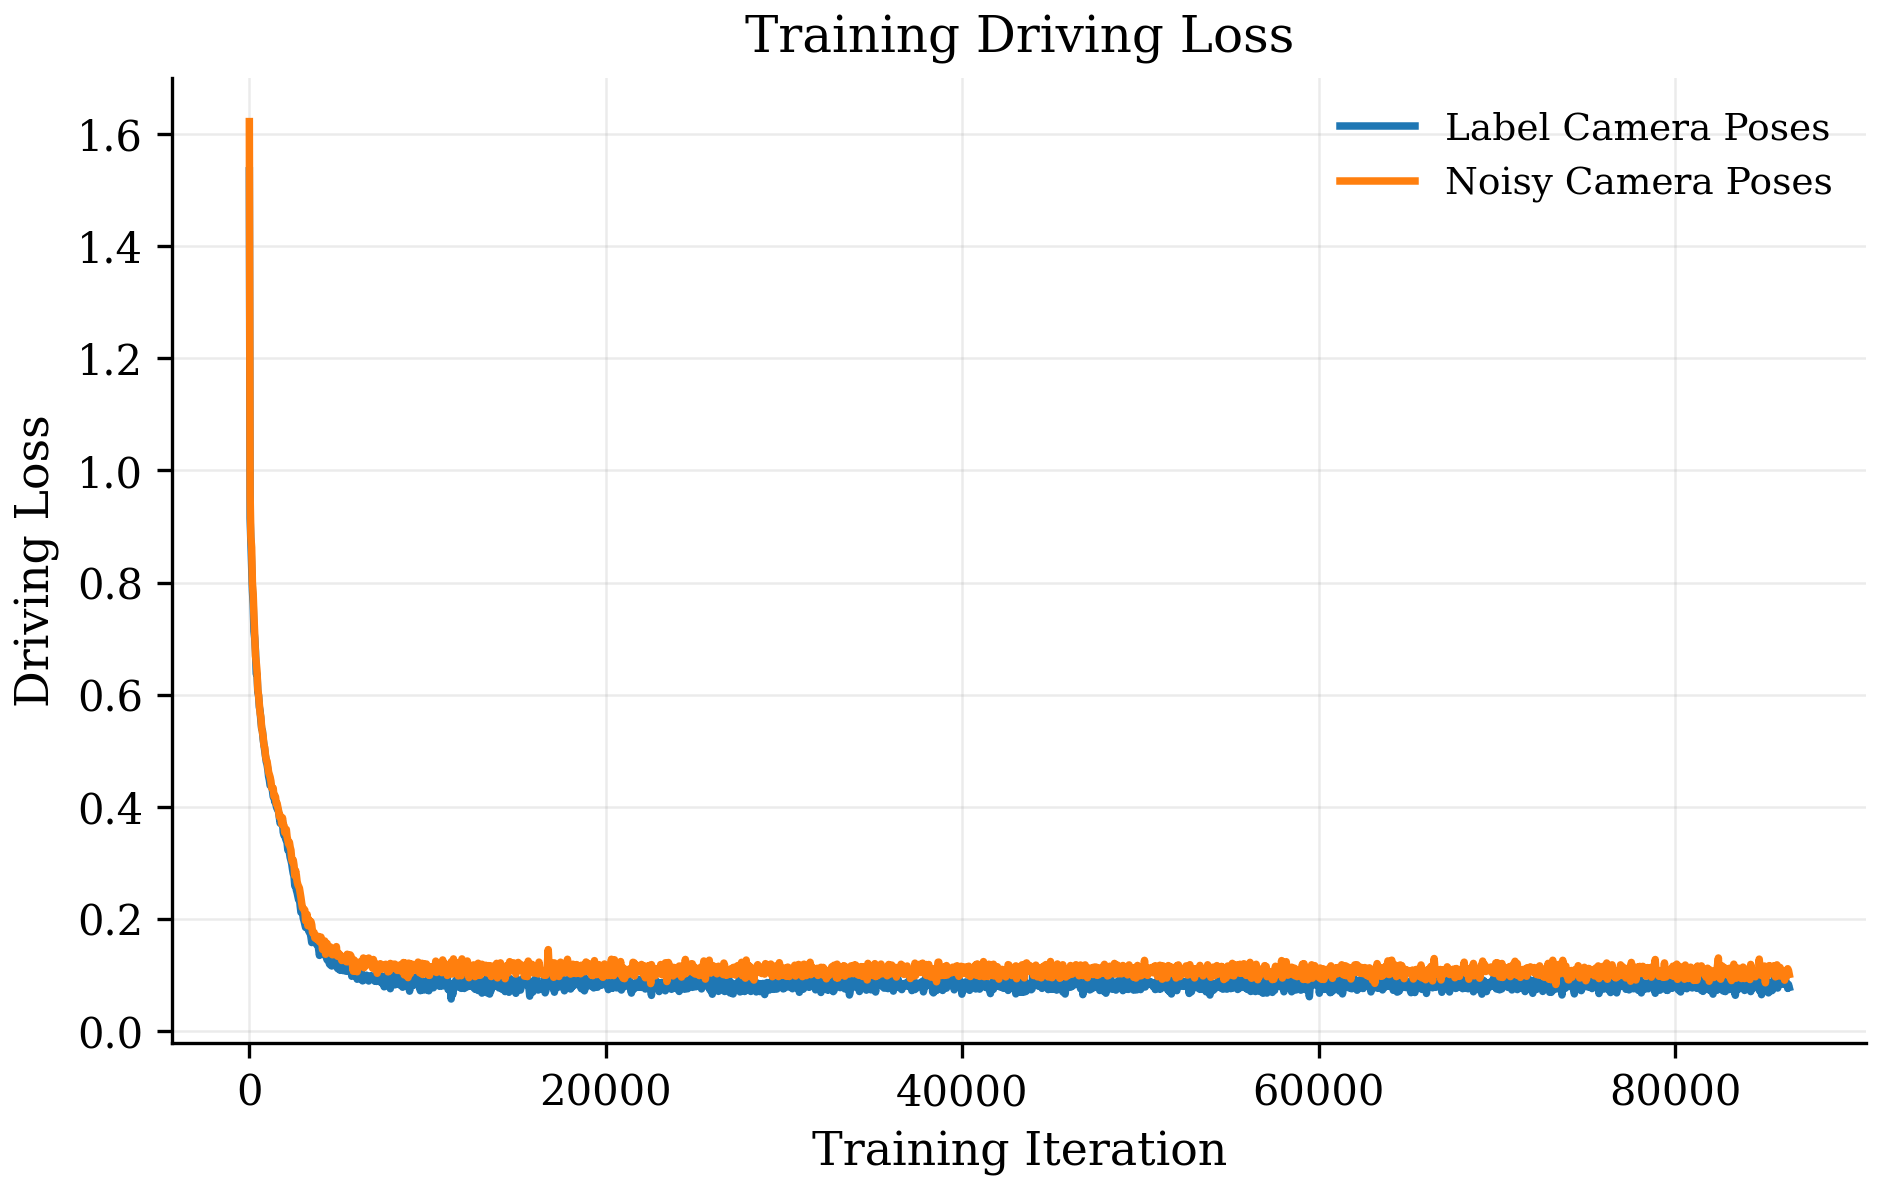 Training Driving Loss
Label Camera Poses
Noisy Camera Poses
1.6
1.4
1.2
1.0
0.8
0.6
0.4
0.2
0.0
Driving Loss
0 20000 40000 60000 80000
Training Iteration